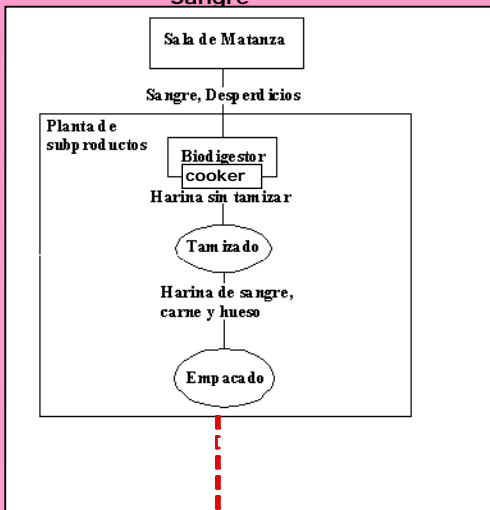 Sangre
Sala de Matanza
Sangre, Desperdicios
Planta de
subproductos
Biodigestor
cooker
Harina sin tamizar
Tamizado
Harina de sangre,
carne y hueso
Empacado